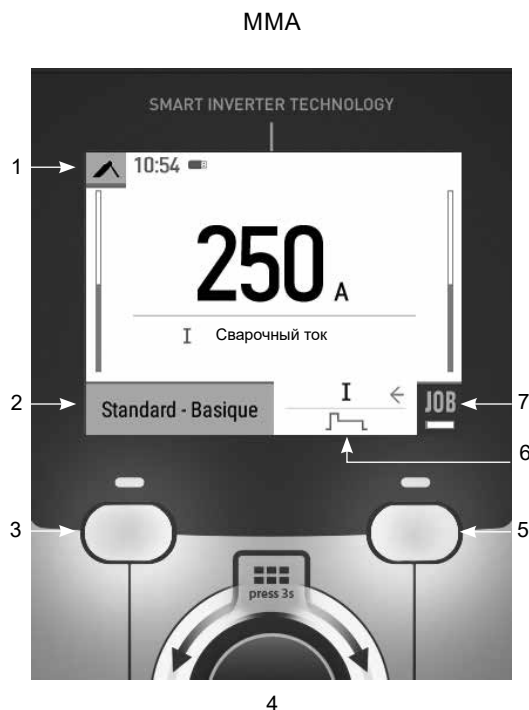 MMA
SMART INVERTER TECHNOLOGY
1
10:54
250 A
I Сварочный ток
2
Standard - Basique
I
JOB
7
6
3
5
press 3s
4